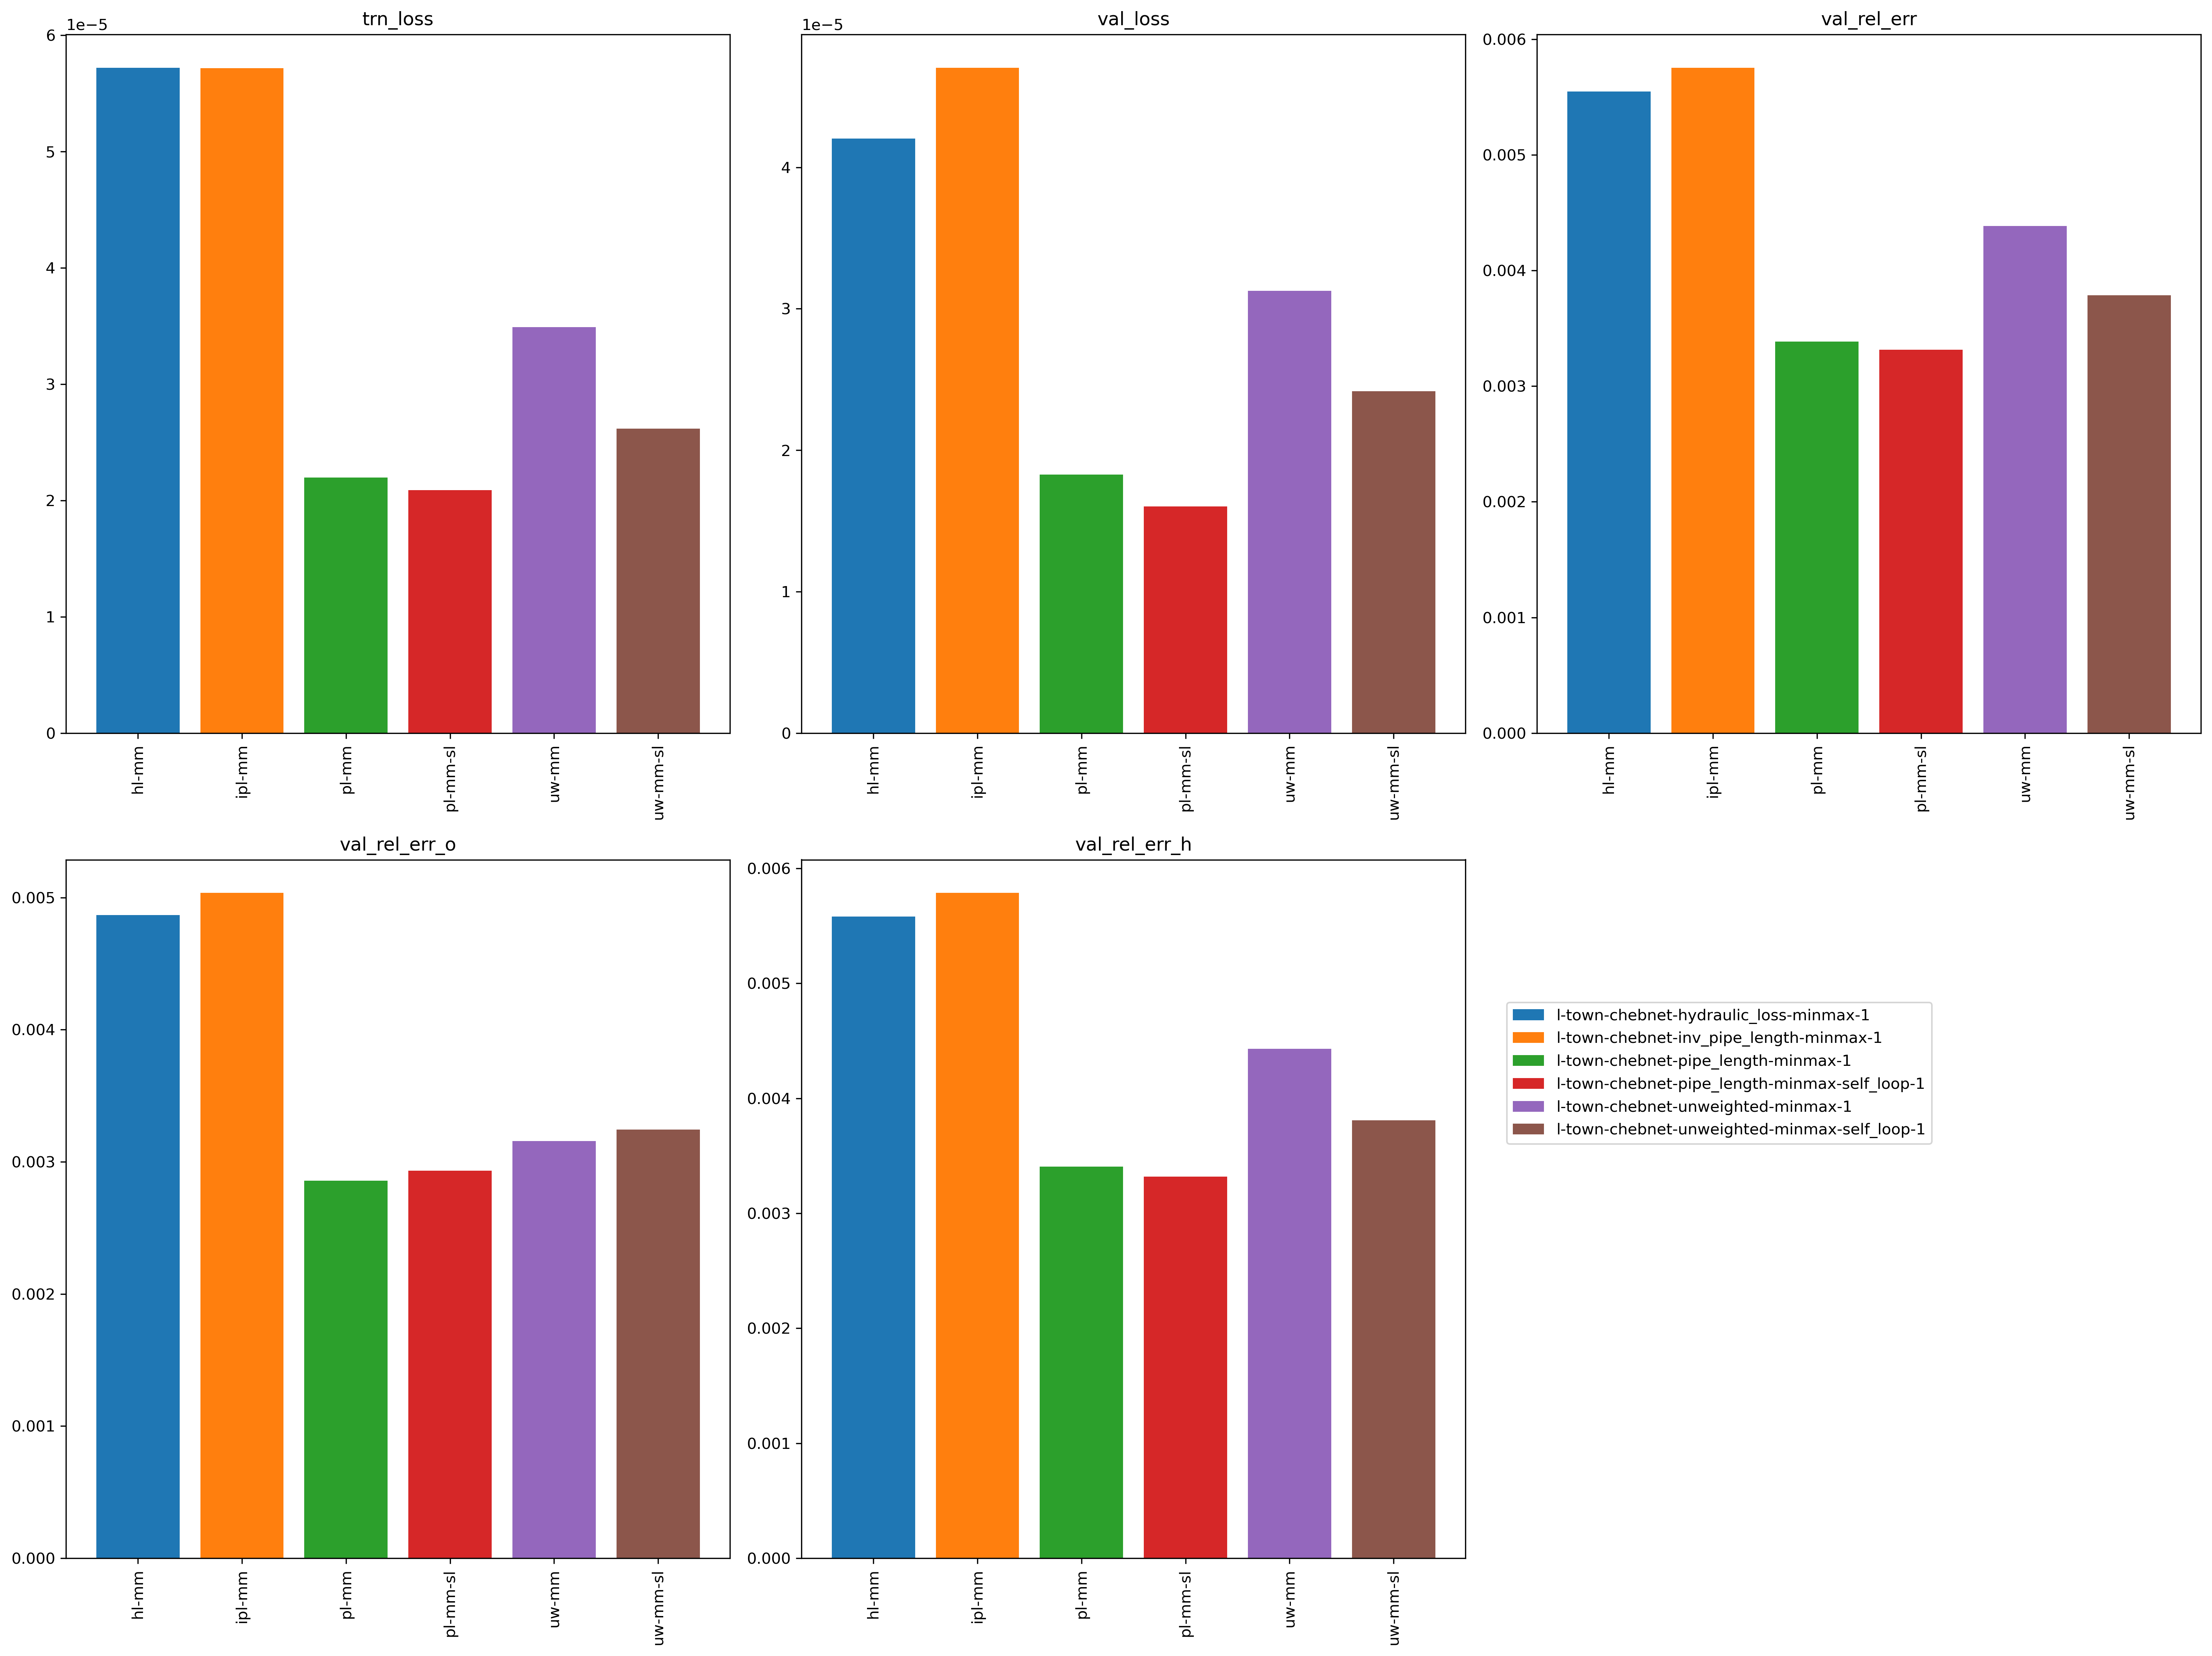 trn_loss
1e−5
6
5
4
3
2
1
0
hl-mm
ipl-mm
pl-mm
pl-mm-sl
uw-mm
uw-mm-sl
val_loss
1e−5
4
3
2
1
0
hl-mm
ipl-mm
pl-mm
pl-mm-sl
uw-mm
uw-mm-sl
val_rel_err
0.006
0.005
0.004
0.003
0.002
0.001
0.000
hl-mm
ipl-mm
pl-mm
pl-mm-sl
uw-mm
uw-mm-sl
val_rel_err_o
0.005
0.004
0.003
0.002
0.001
0.000
hl-mm
ipl-mm
pl-mm
pl-mm-sl
uw-mm
uw-mm-sl
val_rel_err_h
0.006
0.005
0.004
0.003
0.002
0.001
0.000
hl-mm
ipl-mm
pl-mm
pl-mm-sl
uw-mm
uw-mm-sl
l-town-chebnet-hydraulic_loss-minmax-1
l-town-chebnet-inv_pipe_length-minmax-1
l-town-chebnet-pipe_length-minmax-1
l-town-chebnet-pipe_length-minmax-self_loop-1
l-town-chebnet-unweighted-minmax-1
l-town-chebnet-unweighted-minmax-self_loop-1